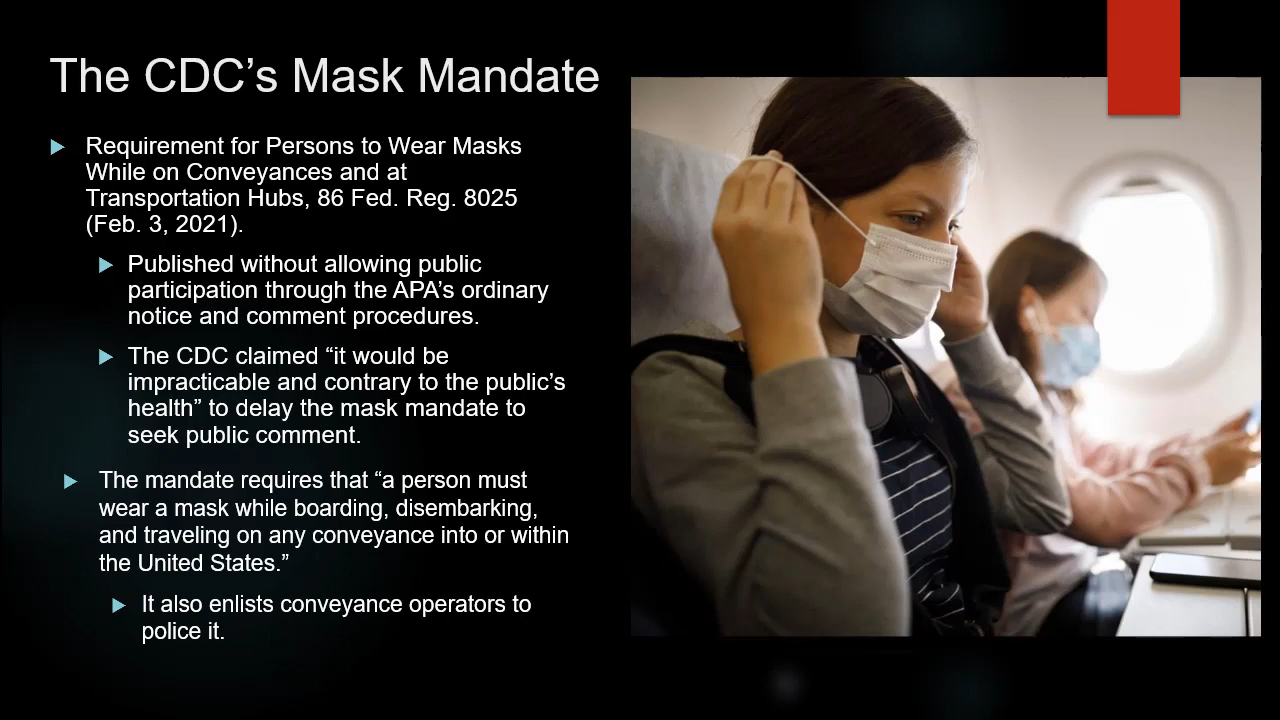 The CDC’s Mask Mandate
Requirement for Persons to Wear Masks
While on Conveyances and at
Transportation Hubs, 86 Fed. Reg. 8025
(Feb. 3, 2021).
Published without allowing public
participation through the APA’s ordinary
notice and comment procedures.
The CDC claimed “it would be
impracticable and contrary to the public’s
health” to delay the mask mandate to
seek public comment.
The mandate requires that “a person must
wear a mask while boarding, disembarking,
and traveling on any conveyance into or within
the United States.”
It also enlists conveyance operators to
police it.